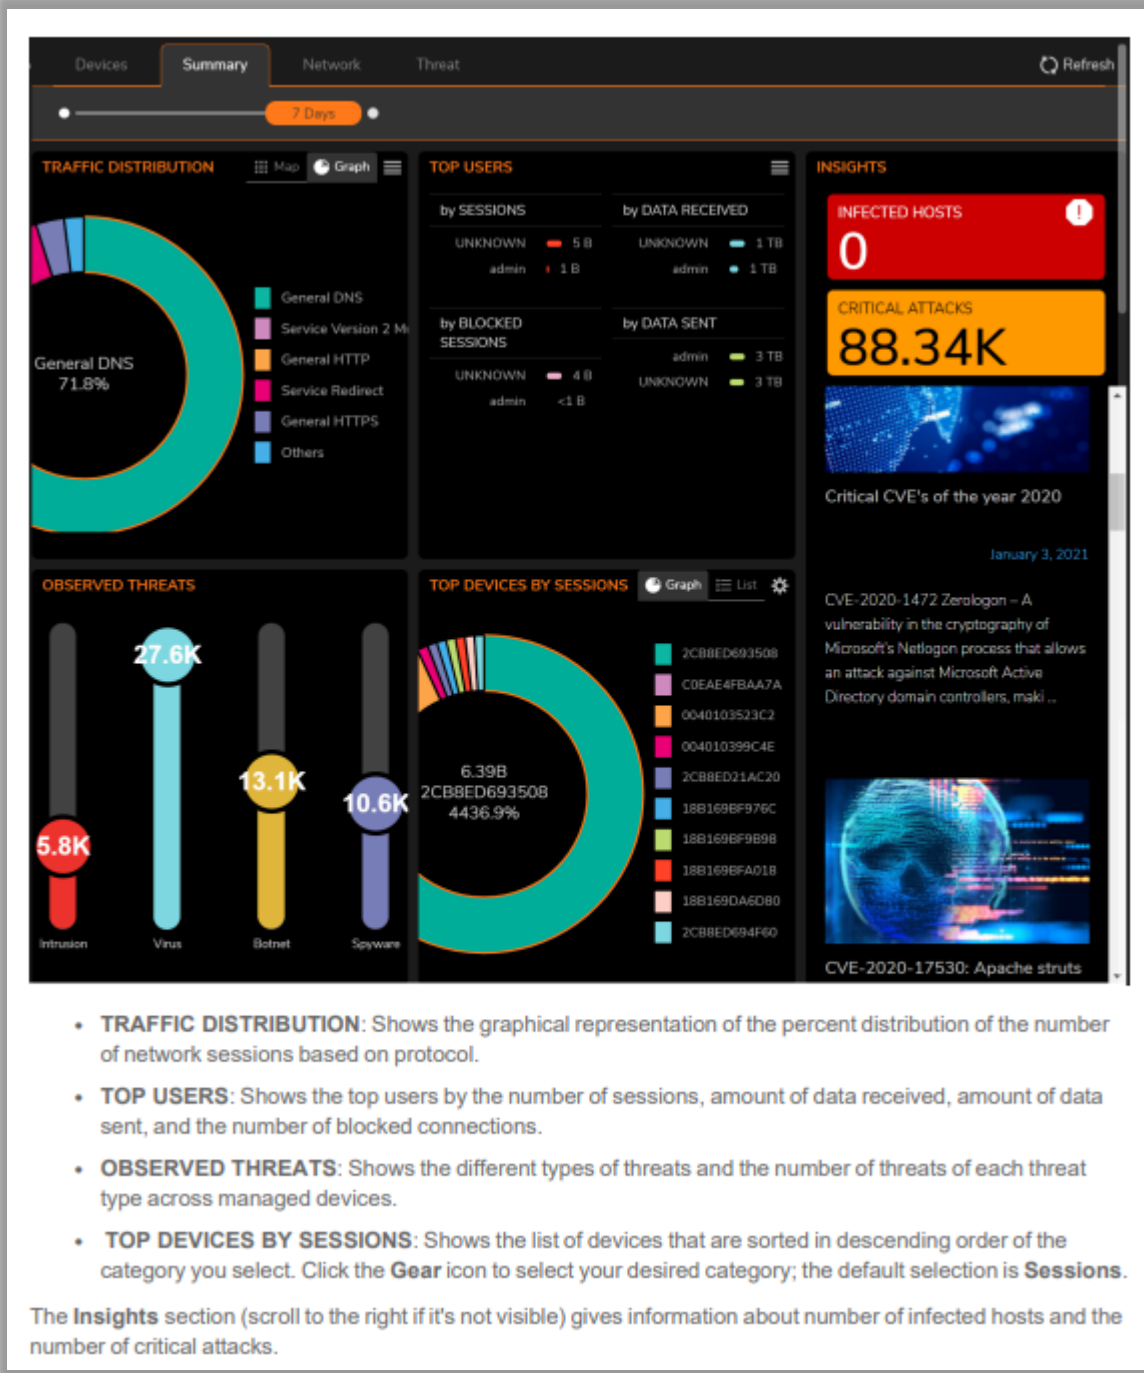 Devices Summary Network Threat Refresh
7 Days
TRAFFIC DISTRIBUTION Map Graph
General DNS
71.8%
General DNS
Service Version 2 M
General HTTP
Service Redirect
General HTTPS
Others
TOP USERS
by SESSIONS
UNKNOWN 5 B
admin 1 B
by DATA RECEIVED
UNKNOWN 1 TB
admin 1 TB
by BLOCKED
SESSIONS
UNKNOWN 4 B
admin <1 B
by DATA SENT
admin 3 TB
UNKNOWN 3 TB
INSIGHTS
INFECTED HOSTS
0
CRITICAL ATTACKS
88.34K
Critical CVE's of the year 2020
January 3, 2021
CVE-2020-1472 Zerologon – A
vulnerability in the cryptography of
Microsoft's Netlogon process that allows
an attack against Microsoft Active
Directory domain controllers, maki ...
CVE-2020-17530: Apache struts
OBSERVED THREATS
5.8K
27.6K
13.1K
10.6K
Intrusion Virus Botnet Spyware
TOP DEVICES BY SESSIONS Graph List
6.39B
2CB8ED693508
4436.9%
2CB8ED693508
C0EAE4FBAA7A
0040103523C2
004010399C4E
2CB8ED21AC20
18B169BF976C
18B169BF9B98
18B169BFA018
18B169DA6D80
2CB8ED694F60
• TRAFFIC DISTRIBUTION: Shows the graphical representation of the percent distribution of the number
of network sessions based on protocol.
• TOP USERS: Shows the top users by the number of sessions, amount of data received, amount of data
sent, and the number of blocked connections.
• OBSERVED THREATS: Shows the different types of threats and the number of threats of each threat
type across managed devices.
• TOP DEVICES BY SESSIONS: Shows the list of devices that are sorted in descending order of the
category you select. Click the Gear icon to select your desired category; the default selection is Sessions.
The Insights section (scroll to the right if it's not visible) gives information about number of infected hosts and the
number of critical attacks.